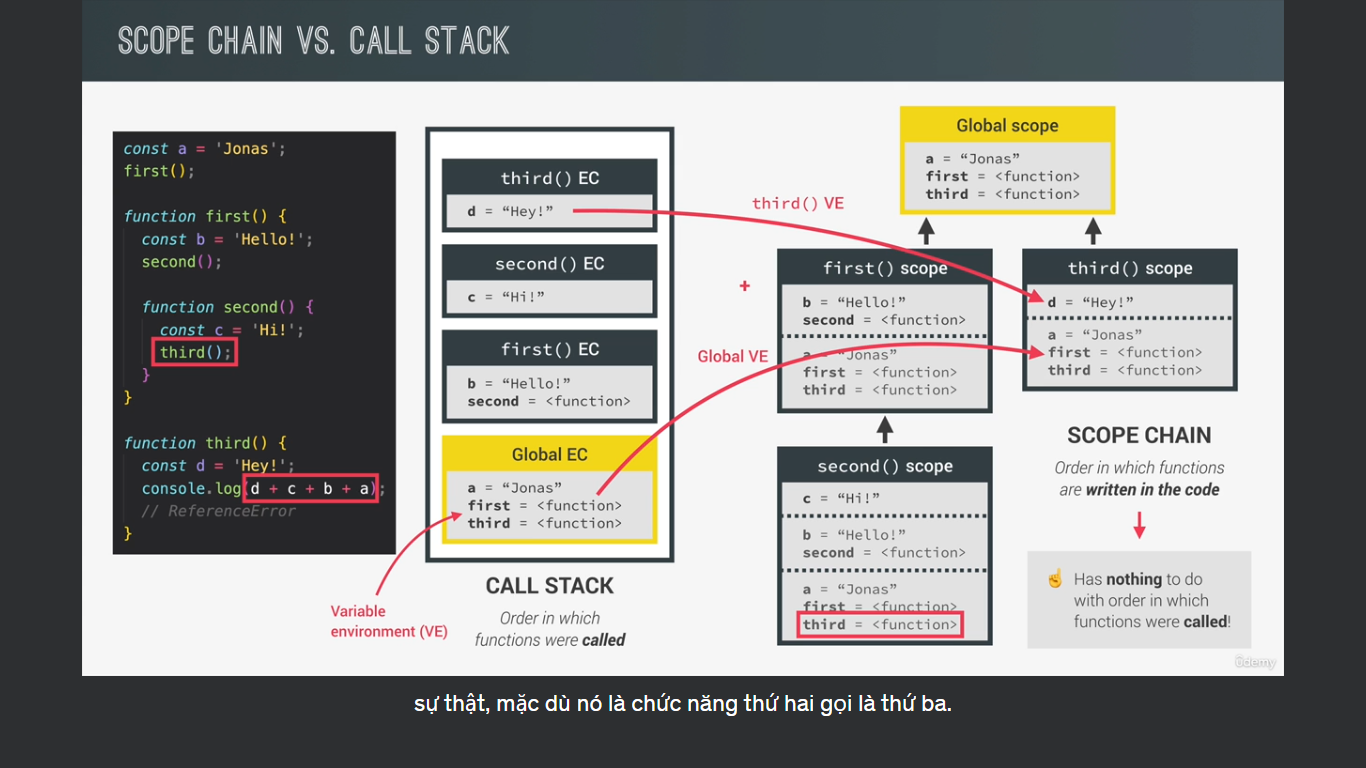 SCOPE CHAIN VS. CALL STACK
const a = 'Jonas';
first();
function first() {
const b = 'Hello!';
second();
function second() {
const c = 'Hi!';
third();
}
}
function third() {
const d = 'Hey!';
console.log(d + c + b + a);
// ReferenceError
}
third() EC
d = “Hey!”
second() EC
c = “Hi!”
first() EC
b = “Hello!”
second = <function>
Global EC
a = “Jonas”
first = <function>
third = <function>
Variable
environment (VE)
CALL STACK
Order in which
functions were called
third() VE
+
Global VE
Global scope
a = “Jonas”
first = <function>
third = <function>
first() scope
b = “Hello!”
second = <function>
a = “Jonas”
first = <function>
third = <function>
second() scope
c = “Hi!”
b = “Hello!”
second = <function>
a = “Jonas”
first = <function>
third = <function>
third() scope
d = “Hey!”
a = “Jonas”
first = <function>
third = <function>
SCOPE CHAIN
Order in which functions
are written in the code
☝ Has nothing to do
with order in which
functions were called!
ûdemy
sự thật, mặc dù nó là chức năng thứ hai gọi là thứ ba.